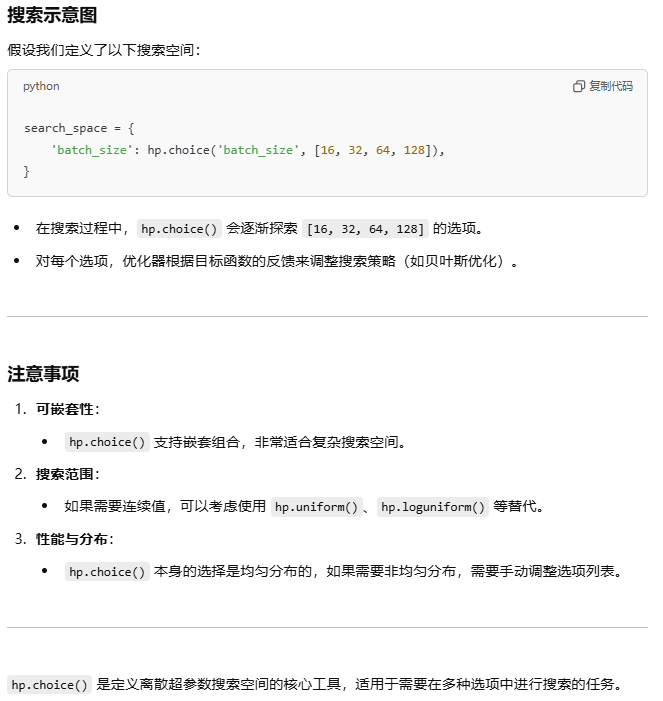 搜索示意图
假设我们定义了以下搜索空间：
python
复制代码
search_space = {
    'batch_size': hp.choice('batch_size', [16, 32, 64, 128]),
}
• 在搜索过程中，hp.choice() 会逐渐探索 [16, 32, 64, 128] 的选项。
• 对每个选项，优化器根据目标函数的反馈来调整搜索策略（如贝叶斯优化）。
注意事项
1. 可嵌套性：
• hp.choice() 支持嵌套组合，非常适合复杂搜索空间。
2. 搜索范围：
• 如果需要连续值，可以考虑使用 hp.uniform()、hp.loguniform() 等替代。
3. 性能与分布：
• hp.choice() 本身的选择是均匀分布的，如果需要非均匀分布，需要手动调整选项列表。
hp.choice() 是定义离散超参数搜索空间的核心工具，适用于需要在多种选项中进行搜索的任务。